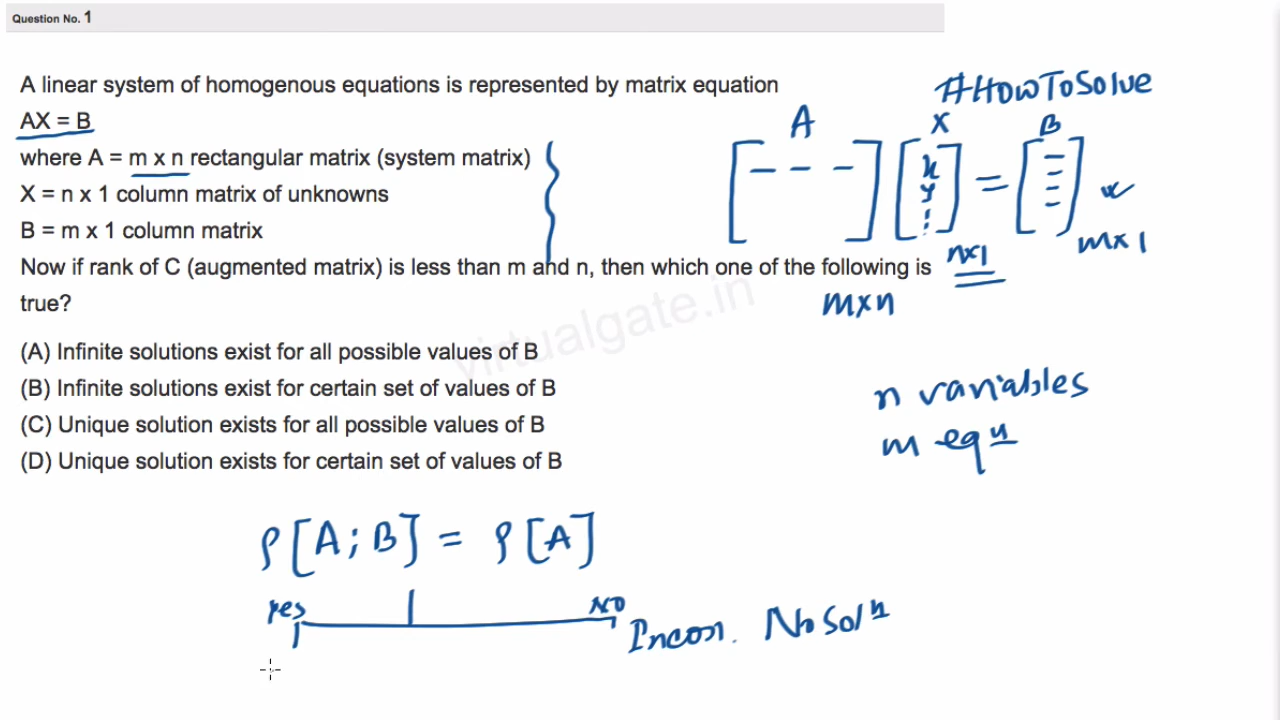 Question No. 1
A linear system of homogenous equations is represented by matrix equation
AX = B
where A = m x n rectangular matrix (system matrix)
X = n x 1 column matrix of unknowns
B = m x 1 column matrix
Now if rank of C (augmented matrix) is less than m and n, then which one of the following is
true?
(A) Infinite solutions exist for all possible values of B
(B) Infinite solutions exist for certain set of values of B
(C) Unique solution exists for all possible values of B
(D) Unique solution exists for certain set of values of B
#HowToSolve
A X B
[ - - - ] [ x y ⋮ ] = [ - - - - ]
m×n n×1 m×1
n variables
m eqn
ρ[A ; B] = ρ[A]
Yes NO
Incon. No Soln
virtualgate.in